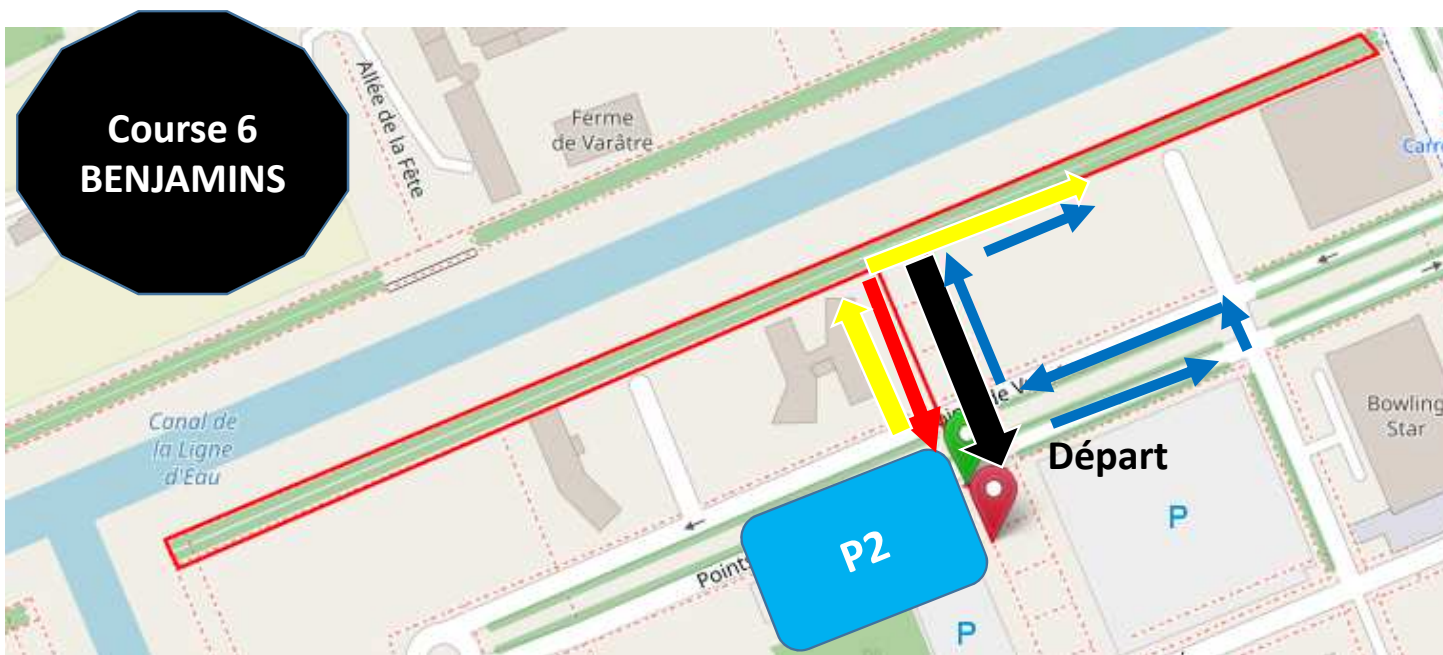 Course 6
BENJAMINS
Allée de la Fête
Ferme
de Varâtre
Carre
Canal de
la Ligne
d'Eau
Bowling
Star
Départ
P
P2
Point
P